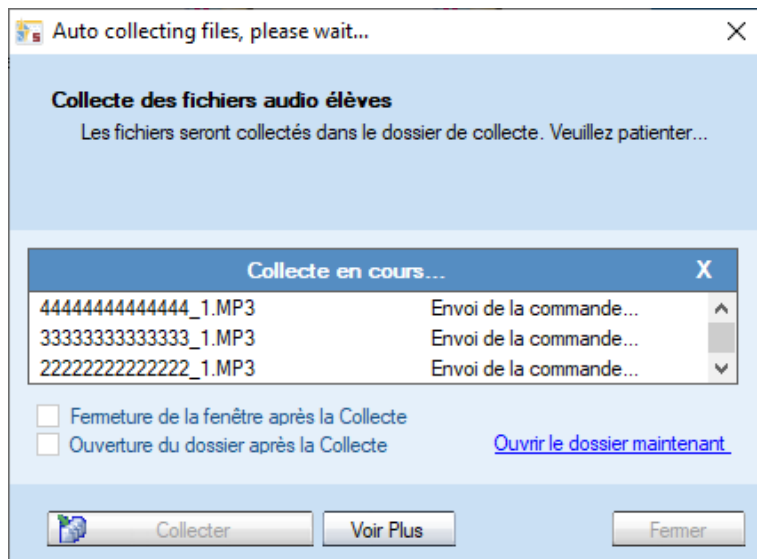 Auto collecting files, please wait...
Collecte des fichiers audio élèves
Les fichiers seront collectés dans le dossier de collecte. Veuillez patienter...
Collecte en cours... X
44444444444444_1.MP3 Envoi de la commande...
33333333333333_1.MP3 Envoi de la commande...
22222222222222_1.MP3 Envoi de la commande...
Fermeture de la fenêtre après la Collecte
Ouverture du dossier après la Collecte Ouvrir le dossier maintenant
Collecter Voir Plus Fermer